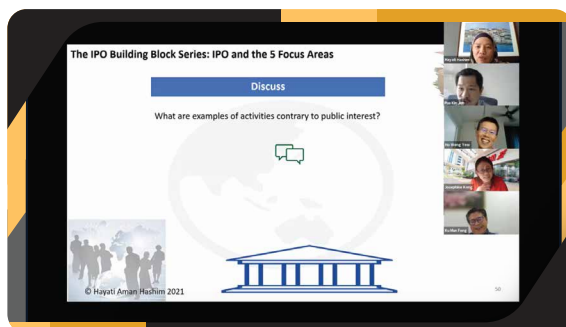 The IPO Building Block Series: IPO and the 5 Focus Areas
Discuss
What are examples of activities contrary to public interest?
© Hayati Aman Hashim 2021
50